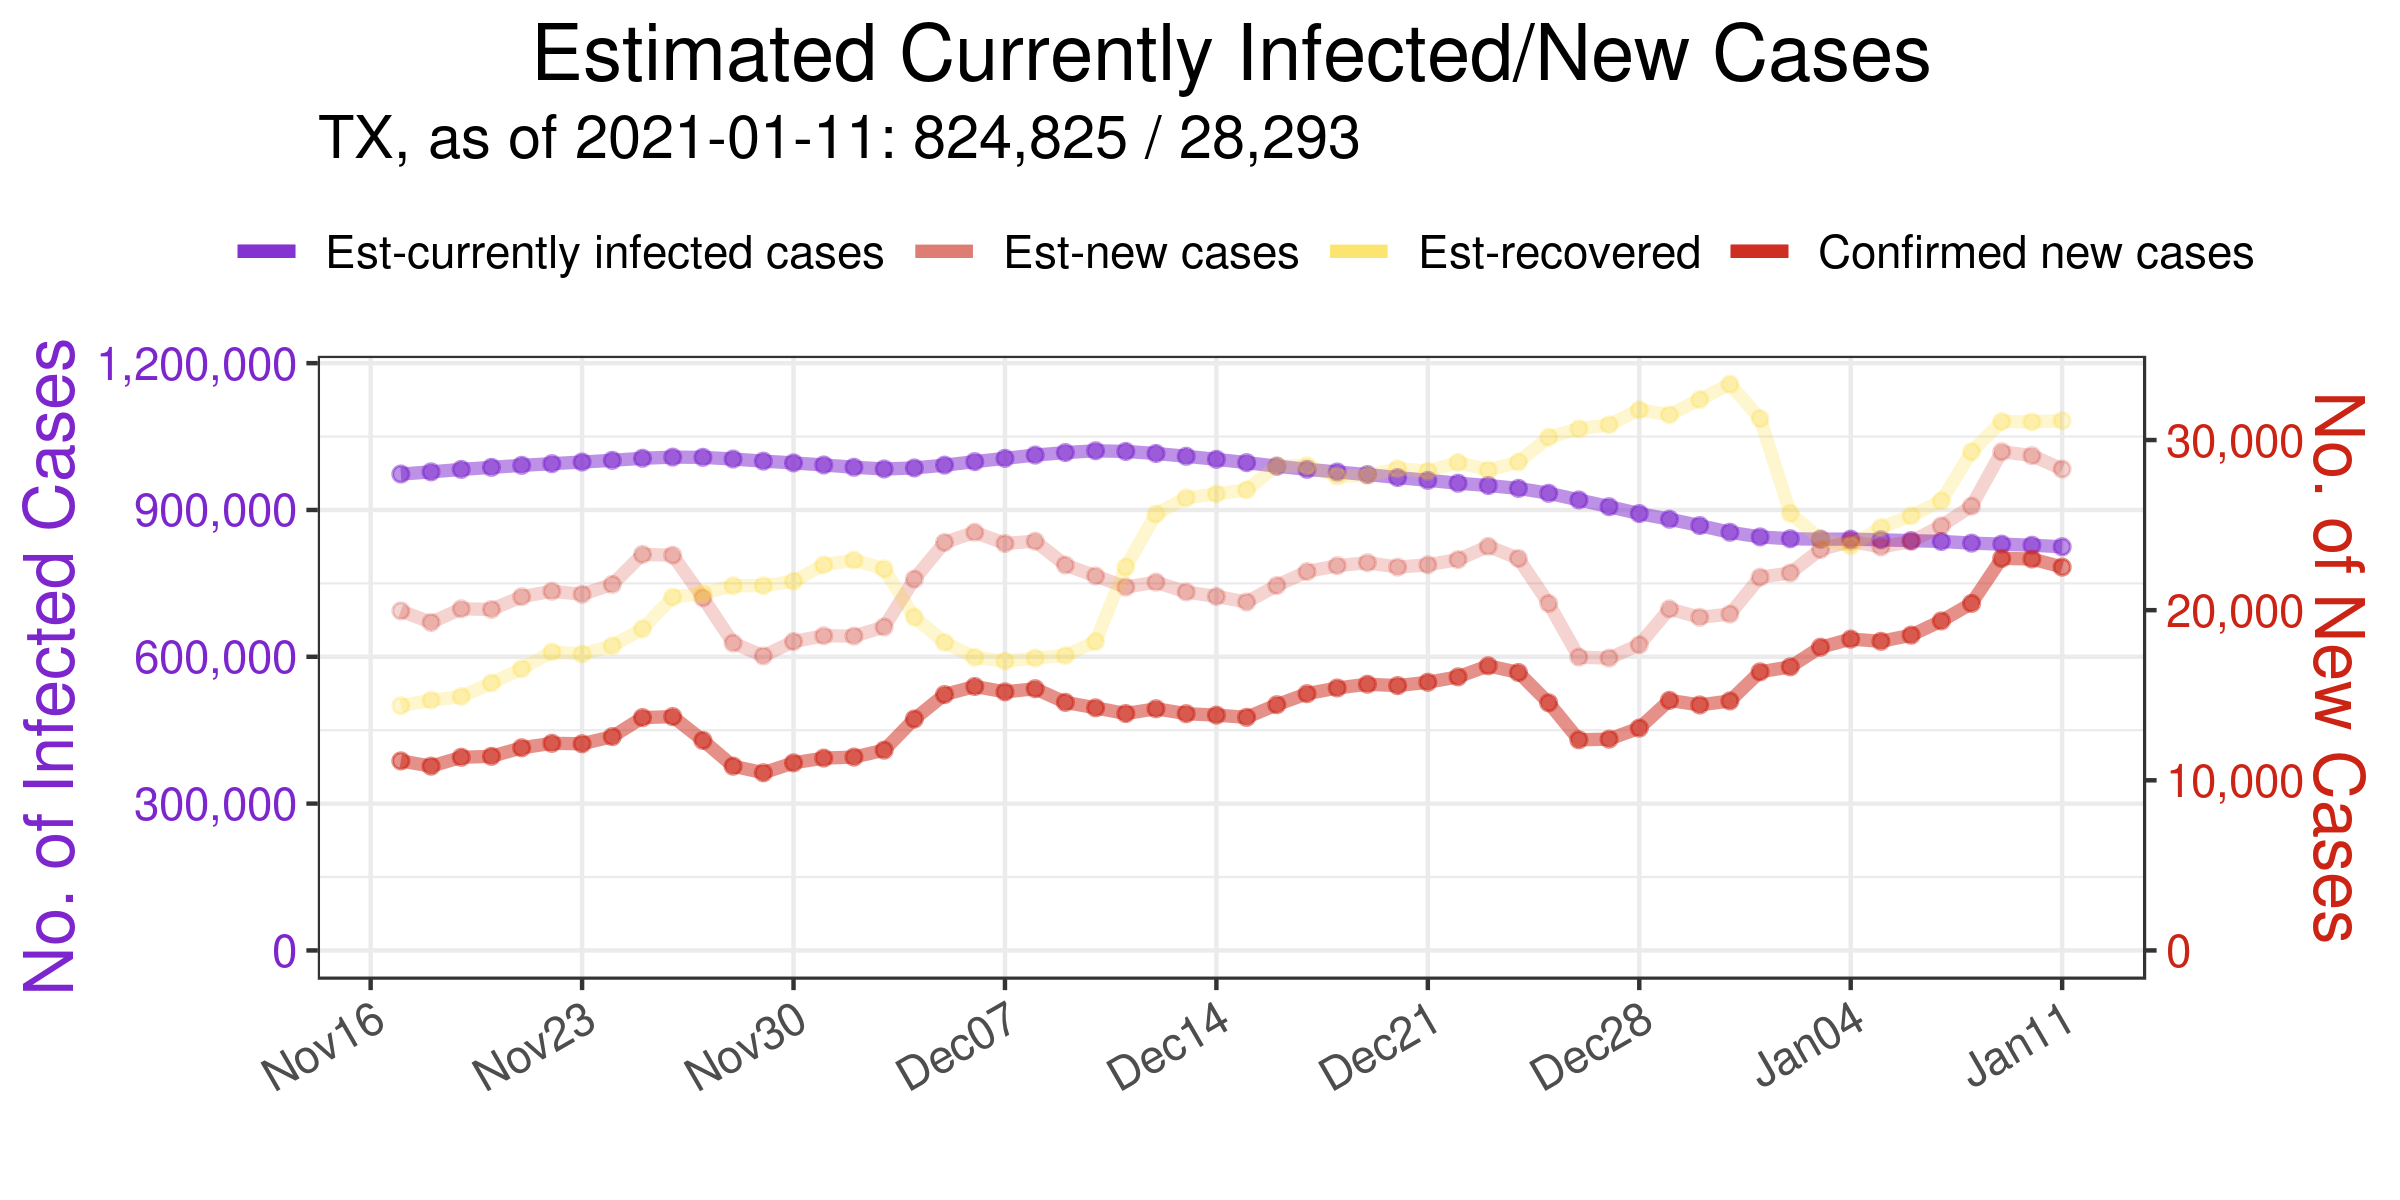 Estimated Currently Infected/New Cases
TX, as of 2021-01-11: 824,825 / 28,293
Est-currently infected cases Est-new cases Est-recovered Confirmed new cases
No. of Infected Cases
1,200,000
900,000
600,000
300,000
0
30,000
20,000
10,000
0
No. of New Cases
Nov16 Nov23 Nov30 Dec07 Dec14 Dec21 Dec28 Jan04 Jan11